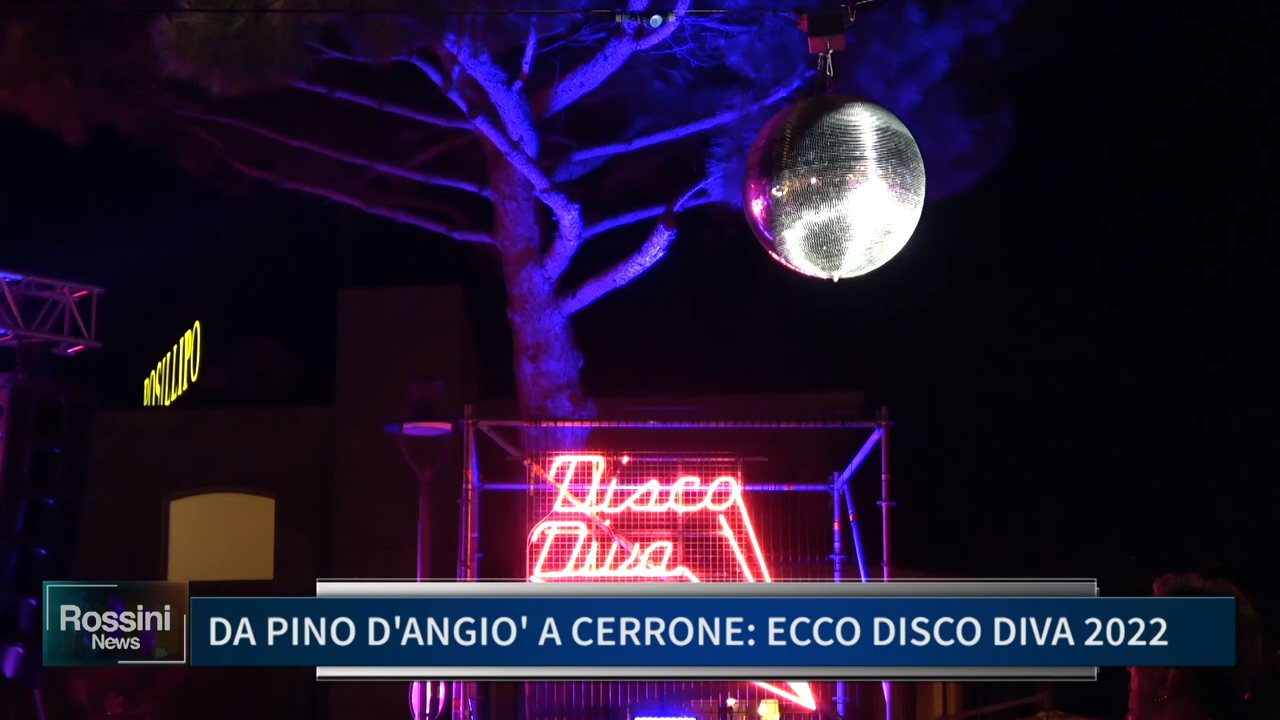 POSILLIPO
Disco
Diva
Rossini
News
DA PINO D'ANGIO' A CERRONE: ECCO DISCO DIVA 2022